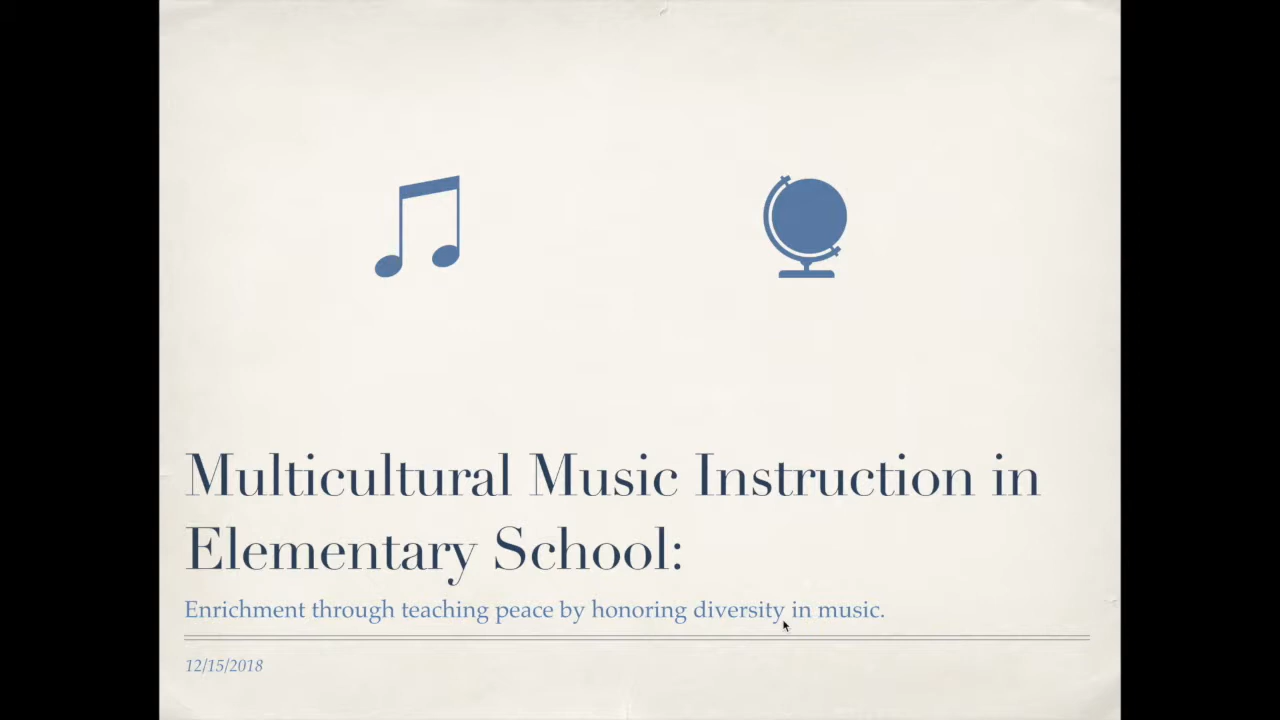 Multicultural Music Instruction in
Elementary School:
Enrichment through teaching peace by honoring diversity in music.
12/15/2018